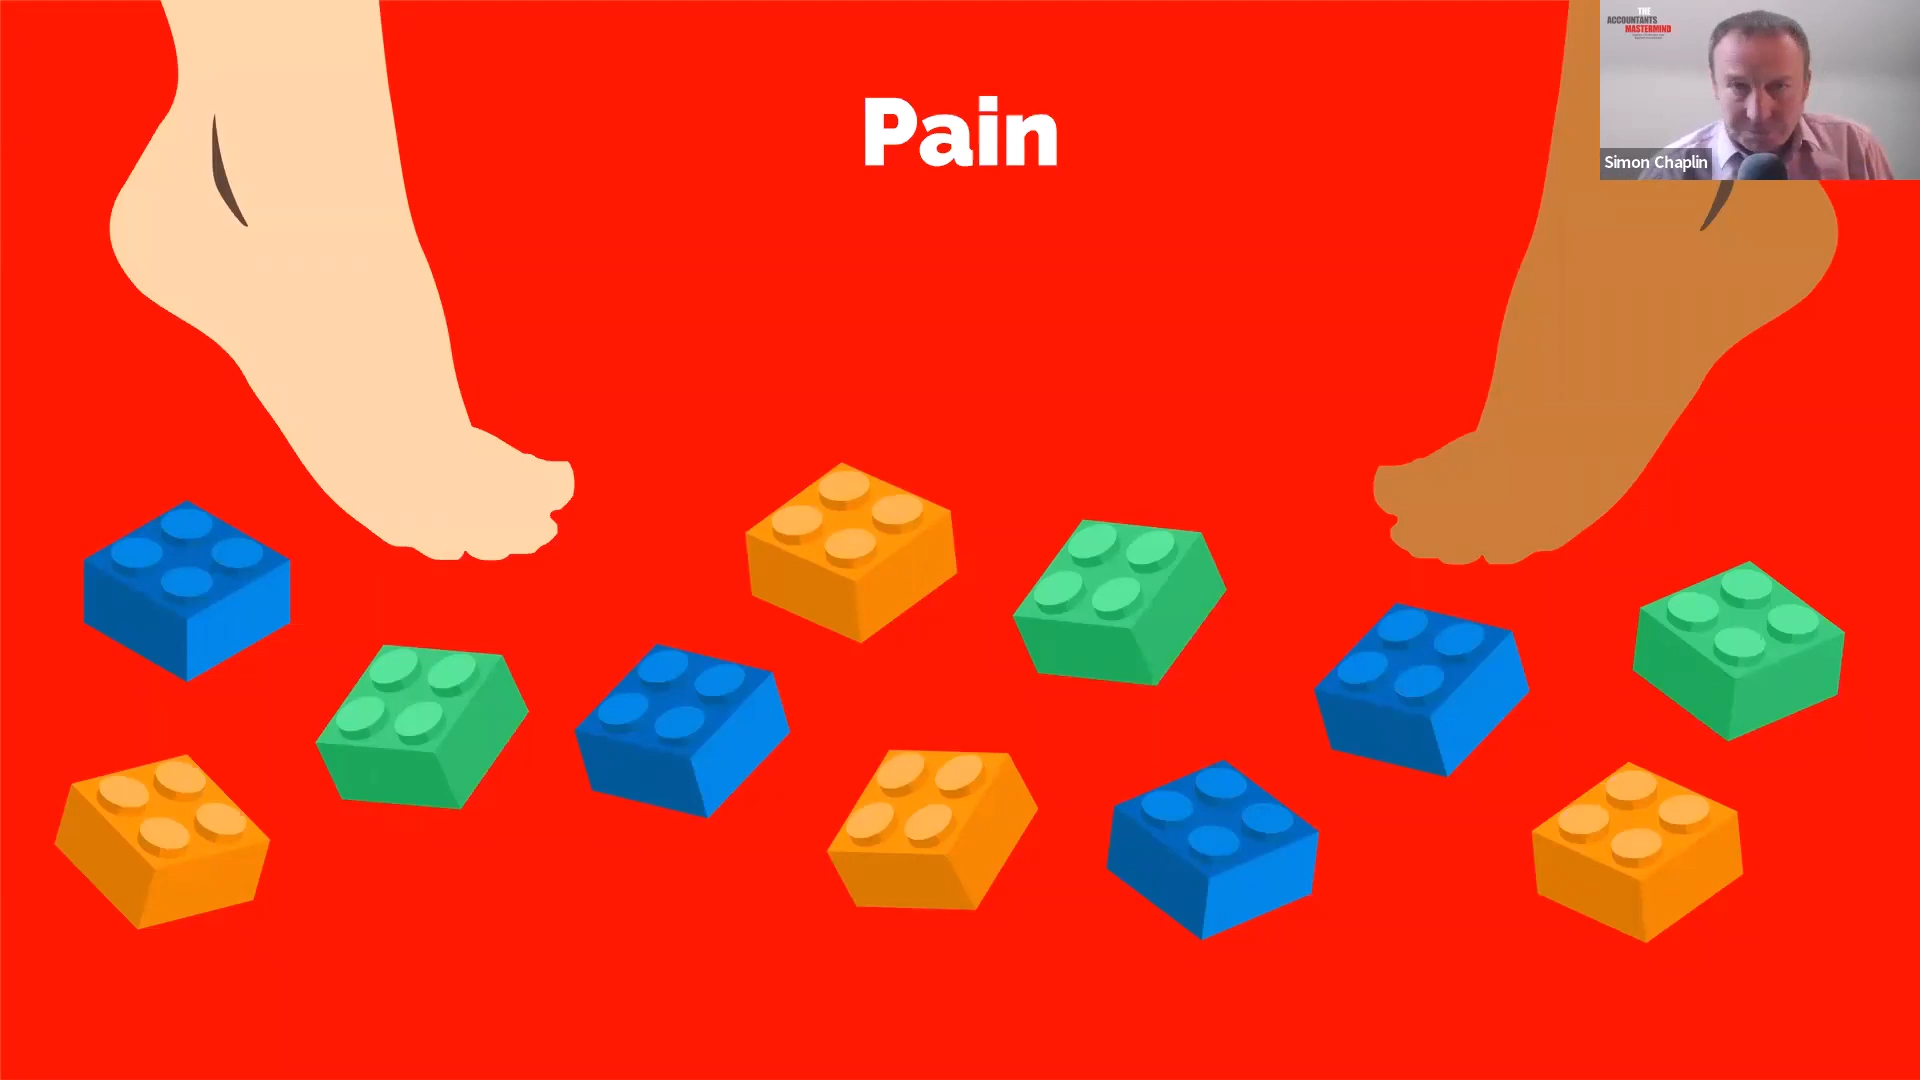 Pain
THE
ACCOUNTANTS
MASTERMIND
Simon Chaplin